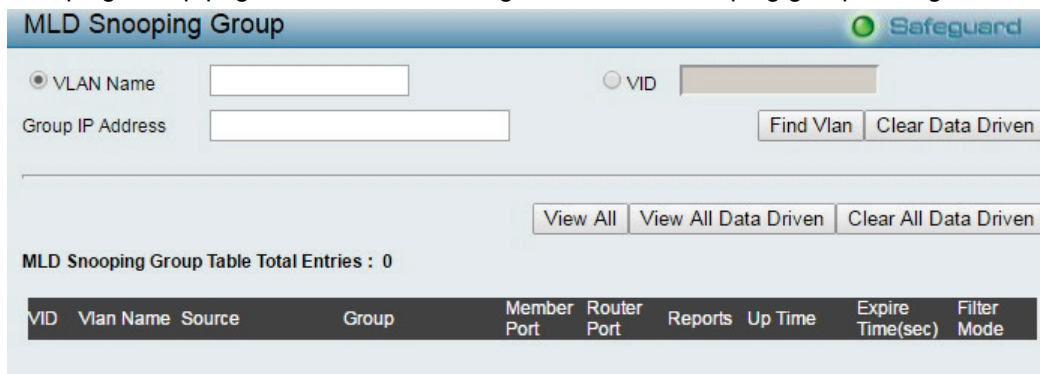 MLD Snooping Group
Safeguard
VLAN Name
VID
Group IP Address
Find Vlan
Clear Data Driven
View All
View All Data Driven
Clear All Data Driven
MLD Snooping Group Table Total Entries : 0
VID Vlan Name Source Group Member Port Router Port Reports Up Time Expire Time(sec) Filter Mode